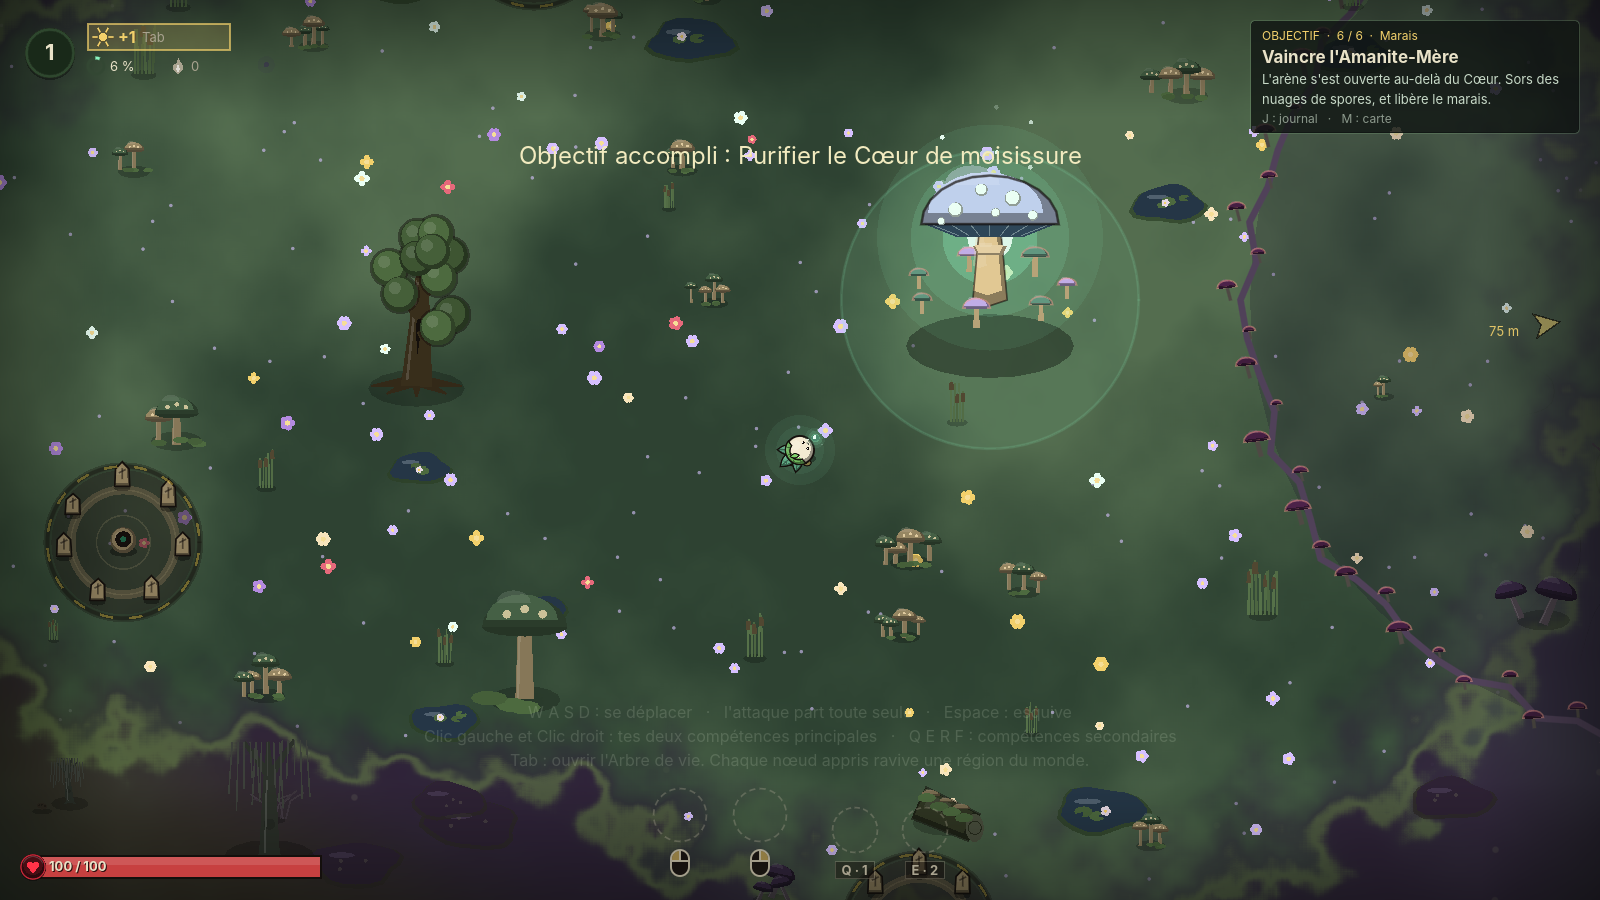 1
+1 Tab
6 %
0
OBJECTIF · 6 / 6 · Marais
Vaincre l'Amanite-Mère
L'arène s'est ouverte au-delà du Cœur. Sors des
nuages de spores, et libère le marais.
J : journal · M : carte
Objectif accompli : Purifier le Cœur de moisissure
75 m
W A S D : se déplacer · l'attaque part toute seule · Espace : esquive
Clic gauche et Clic droit : tes deux compétences principales · Q E R F : compétences secondaires
Tab : ouvrir l'Arbre de vie. Chaque nœud appris ravive une région du monde.
100 / 100
Q · 1
E · 2